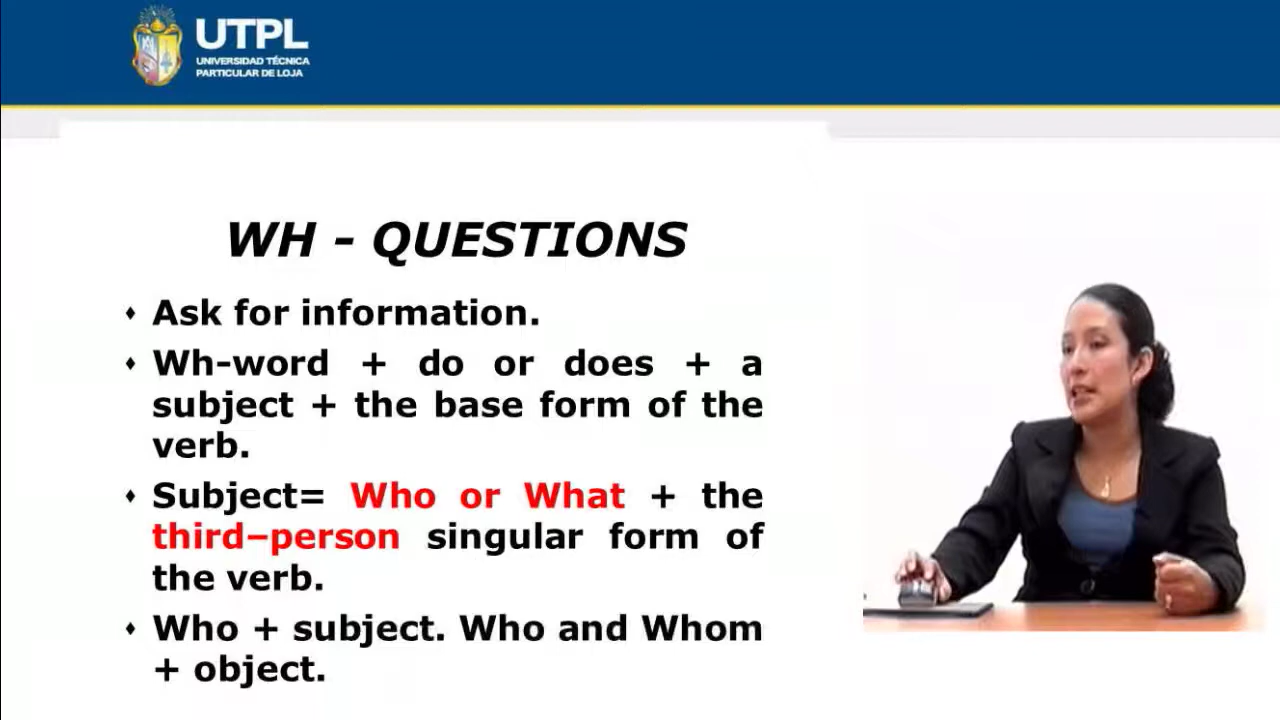 UTPL
UNIVERSIDAD TÉCNICA
PARTICULAR DE LOJA
WH - QUESTIONS
Ask for information.
Wh-word + do or does + a
subject + the base form of the
verb.
Subject= Who or What + the
third–person singular form of
the verb.
Who + subject. Who and Whom
+ object.